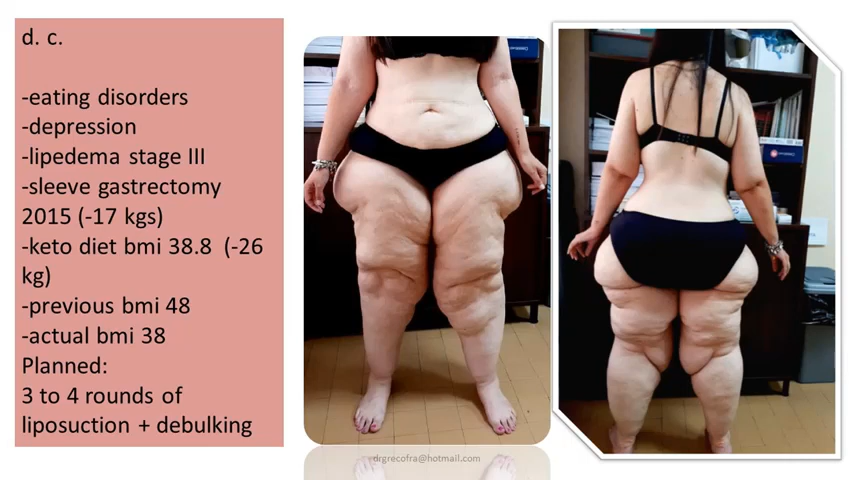 d. c.
-eating disorders
-depression
-lipedema stage III
-sleeve gastrectomy
2015 (-17 kgs)
-keto diet bmi 38.8  (-26
kg)
-previous bmi 48
-actual bmi 38
Planned:
3 to 4 rounds of
liposuction + debulking
drgrecofra@hotmail.com